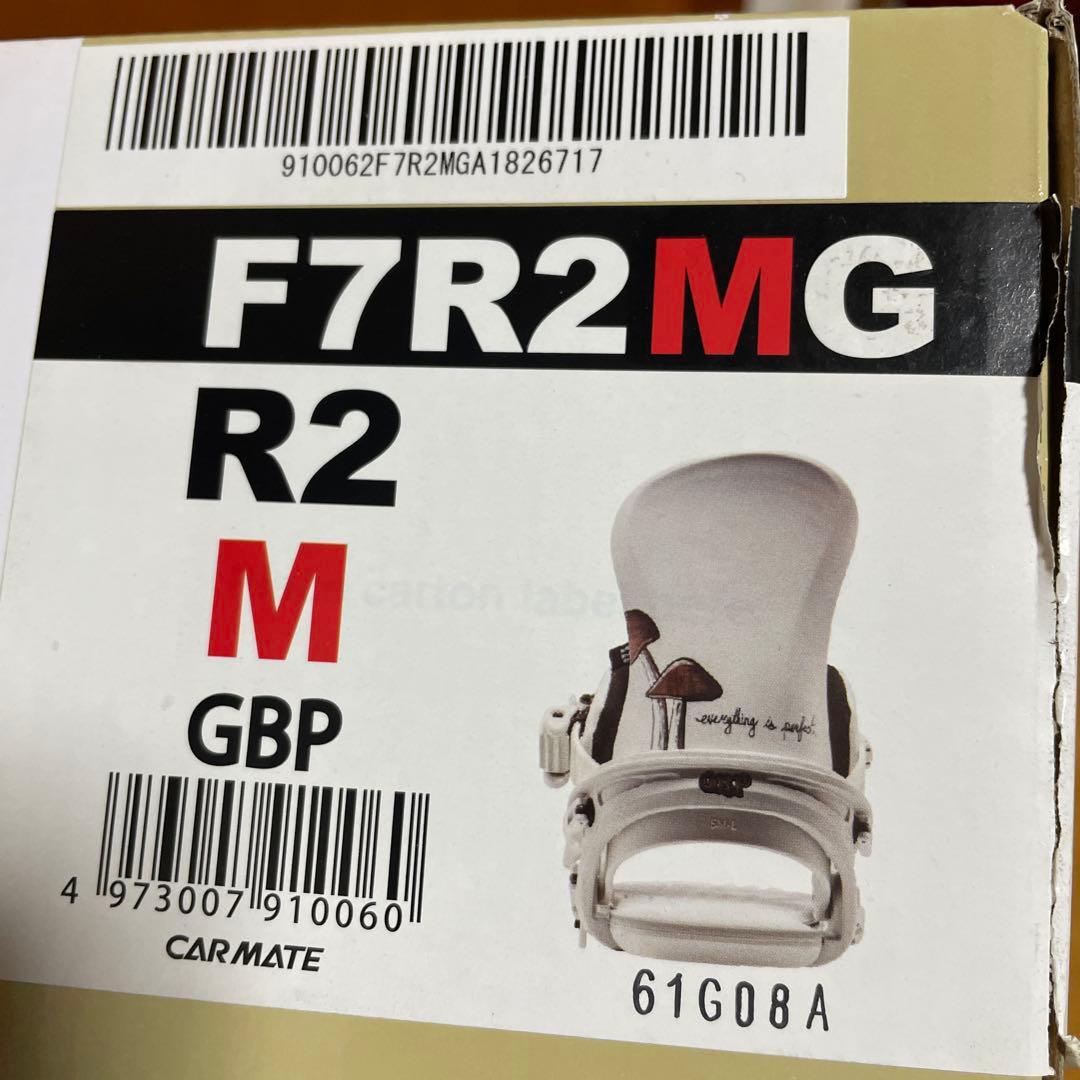 910062F7R2MGA1826717
F7R2MG
R2
M
GBP
everything is perfect.
4 973007 910060
CARMATE
61G08A